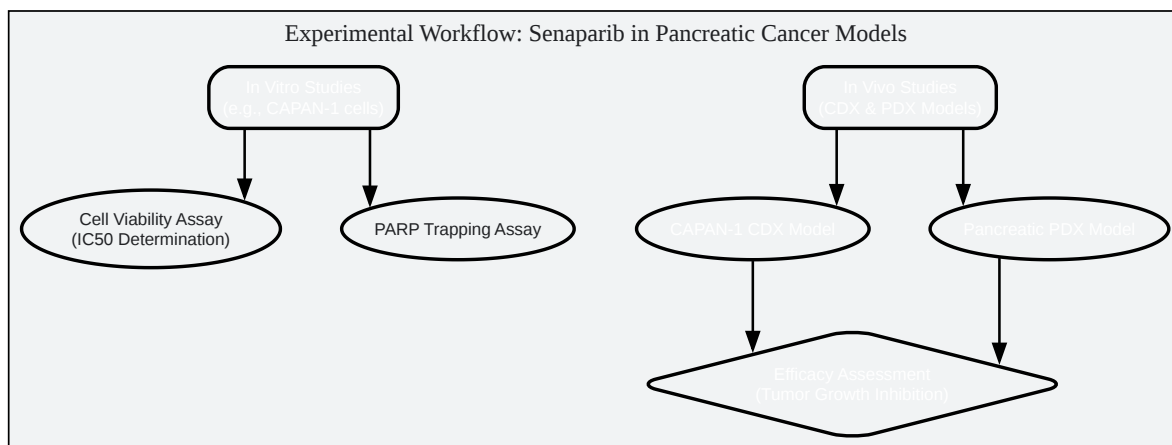 Experimental Workflow: Senaparib in Pancreatic Cancer Models
In Vitro Studies
(e.g., CAPAN-1 cells)
In Vivo Studies
(CDX & PDX Models)
Cell Viability Assay
(IC50 Determination)
PARP Trapping Assay
CAPAN-1 CDX Model
Pancreatic PDX Model
Efficacy Assessment
(Tumor Growth Inhibition)